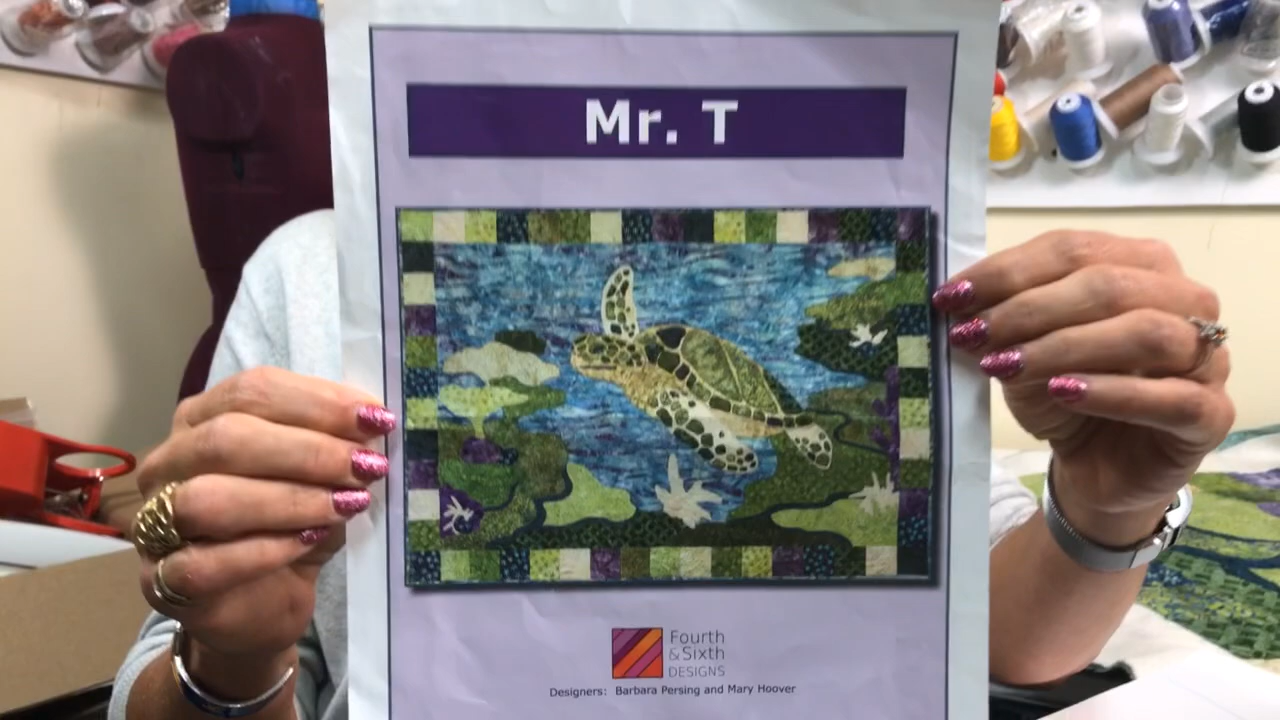 Mr. T
Fourth
&Sixth
DESIGNS
Designers: Barbara Persing and Mary Hoover